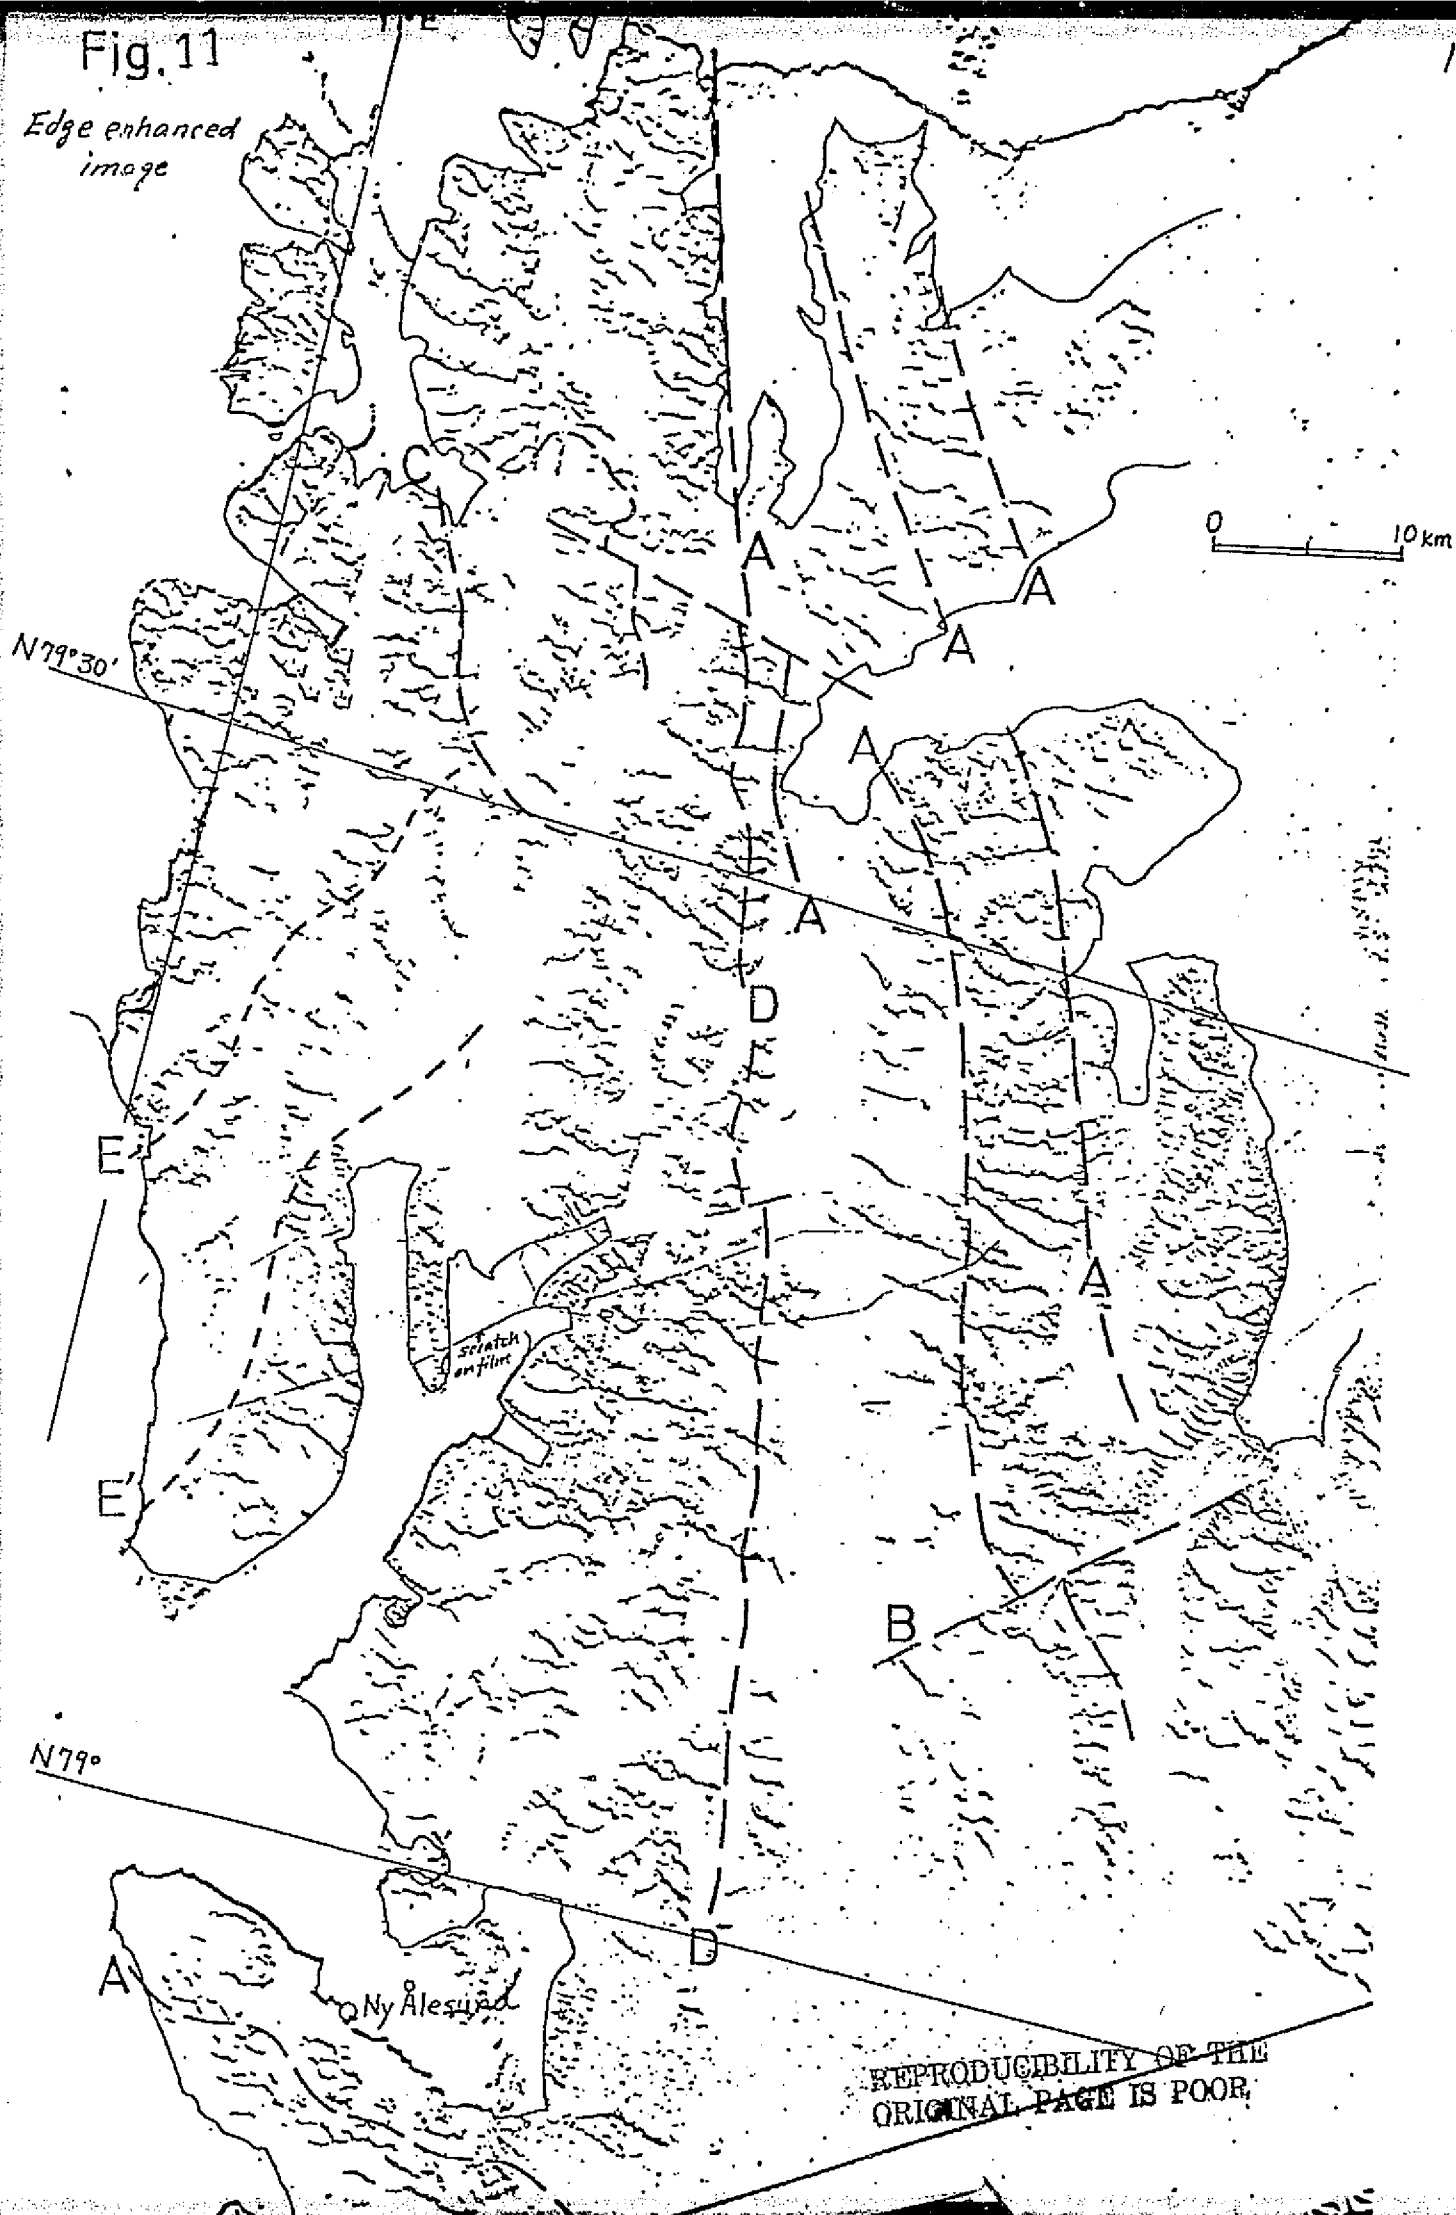 Fig. 11
Edge enhanced
image
C
0 10 km
A
A
A
N79°30'
A
A
D
E
A
scratch
on film
E'
B
N79°
D
A
Ny Ålesund
REPRODUCIBILITY OF THE
ORIGINAL PAGE IS POOR